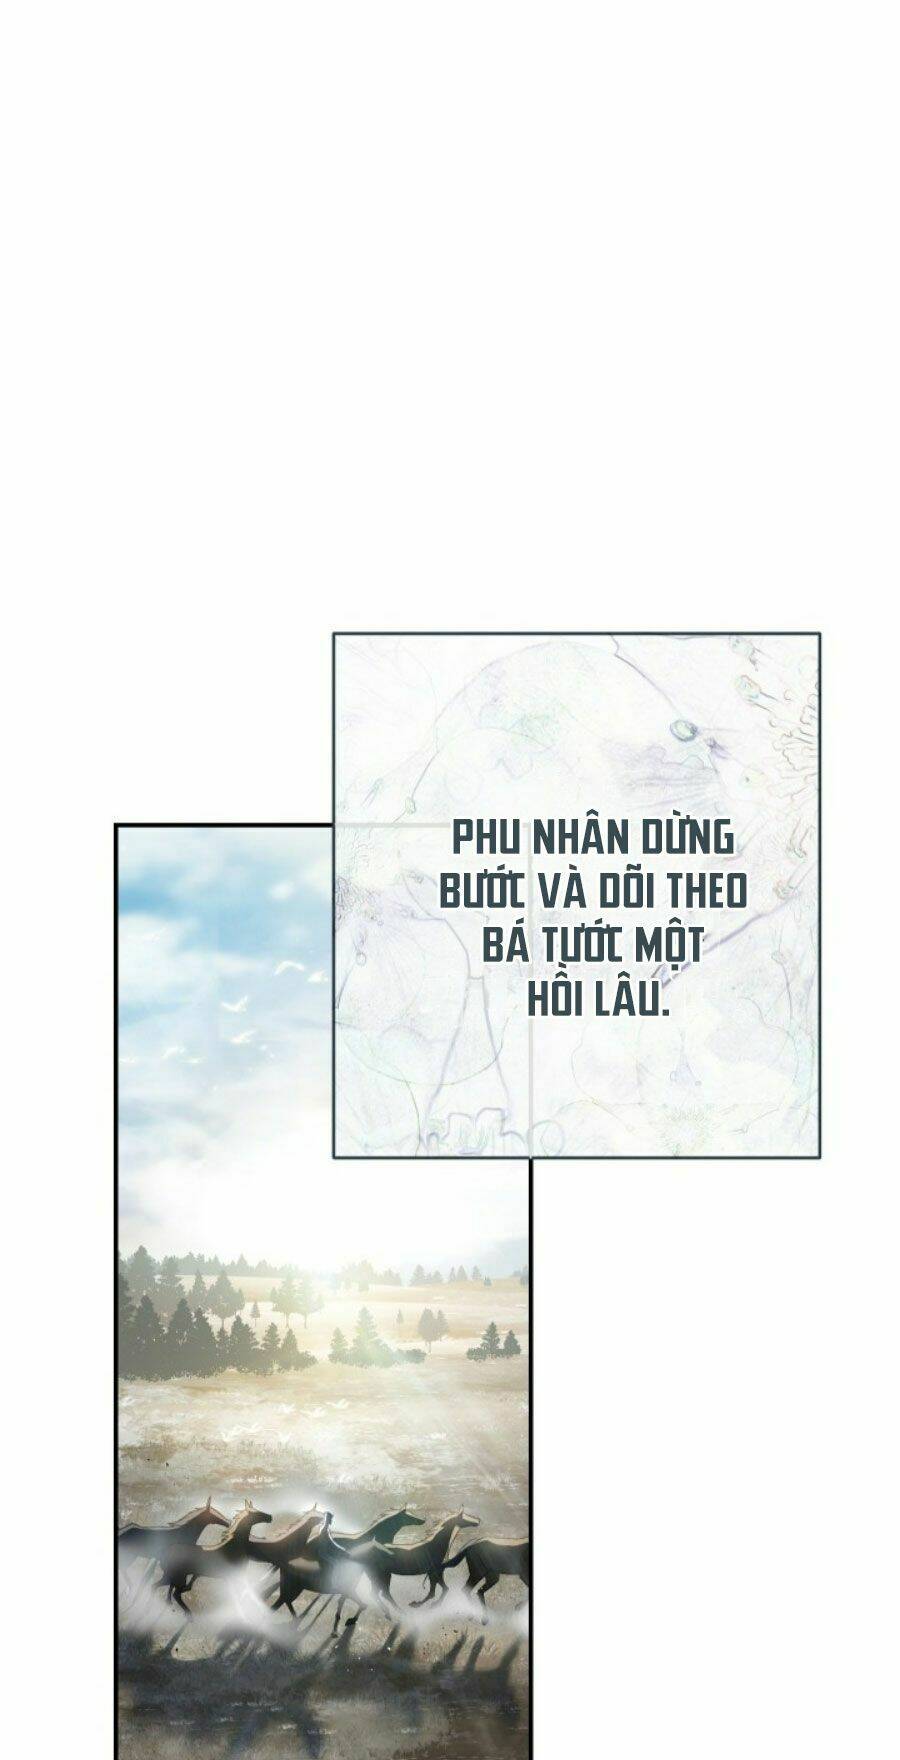 PHU NHÂN DỪNG
BƯỚC VÀ DÕI THEO
BÁ TƯỚC MỘT
HỒI LÂU.